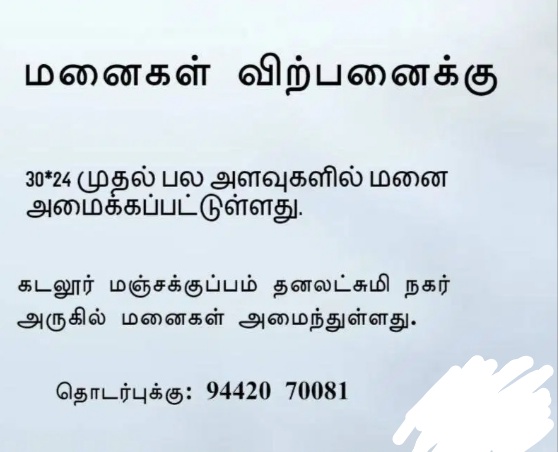 மனைகள் விற்பனைக்கு
30*24 முதல் பல அளவுகளில் மனை
அமைக்கப்பட்டுள்ளது.
கடலூர் மஞ்சக்குப்பம் தனலட்சுமி நகர்
அருகில் மனைகள் அமைந்துள்ளது.
தொடர்புக்கு: 94420 70081